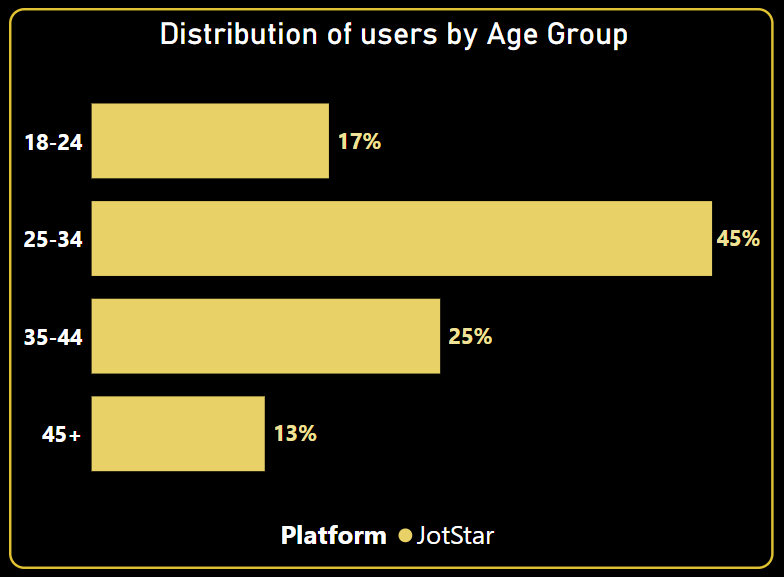 Distribution of users by Age Group
18-24 17%
25-34 45%
35-44 25%
45+ 13%
Platform JotStar